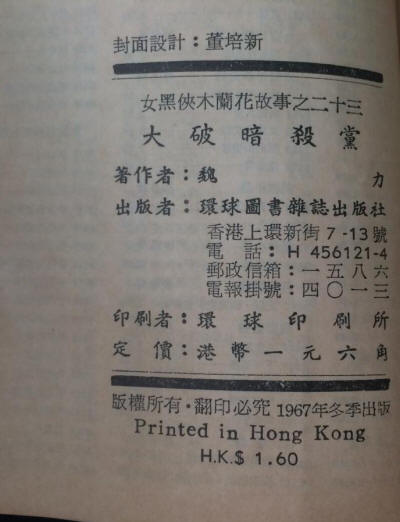 封面設計：董培新
女黑俠木蘭花故事之二十三
大破暗殺黨
著作者：魏力
出版者：環球圖書雜誌出版社
香港上環新街7-13號
電話：H 456121-4
郵政信箱：一五八六
電報掛號：四〇一三
印刷者：環球印刷所
定價：港幣一元六角
版權所有·翻印必究 1967年冬季出版
Printed in Hong Kong
H.K.$ 1.60